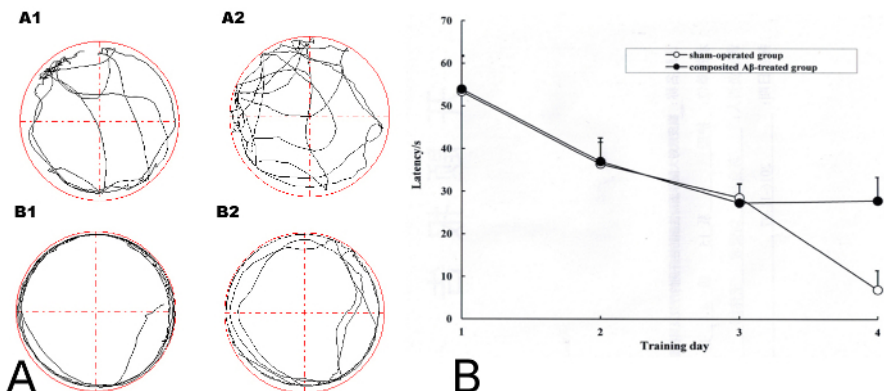 A1
A2
B1
B2
A
70
60
50
40
30
20
10
0
Latency/s
sham-operated group
composited Aβ-treated group
1
2
3
4
Training day
B